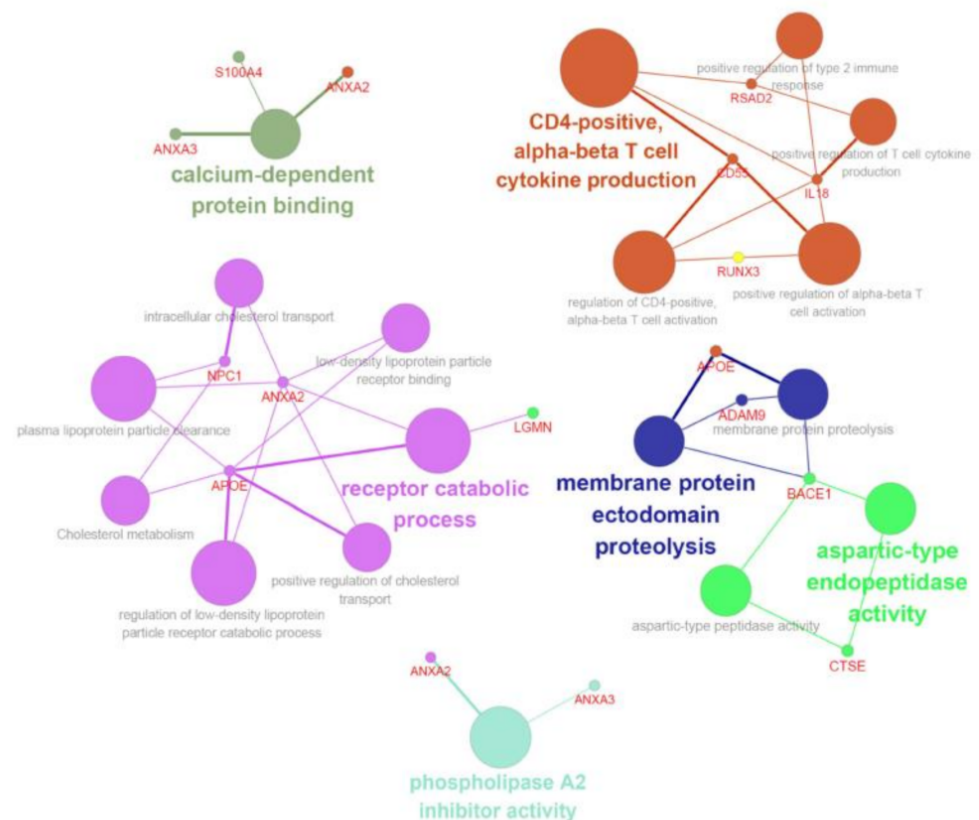 S100A4
ANXA2
ANXA3
calcium-dependent
protein binding
positive regulation of type 2 immune
response
RSAD2
CD4-positive,
alpha-beta T cell
cytokine production
positive regulation of T cell cytokine
production
CD55
IL18
RUNX3
regulation of CD4-positive,
alpha-beta T cell activation
positive regulation of alpha-beta T
cell activation
intracellular cholesterol transport
low-density lipoprotein particle
receptor binding
NPC1
ANXA2
plasma lipoprotein particle clearance
LGMN
APOE
receptor catabolic
process
Cholesterol metabolism
positive regulation of cholesterol
transport
regulation of low-density lipoprotein
particle receptor catabolic process
APOE
ADAM9
membrane protein proteolysis
membrane protein
ectodomain
proteolysis
BACE1
aspartic-type
endopeptidase
activity
aspartic-type peptidase activity
CTSE
ANXA2
ANXA3
phospholipase A2
inhibitor activity